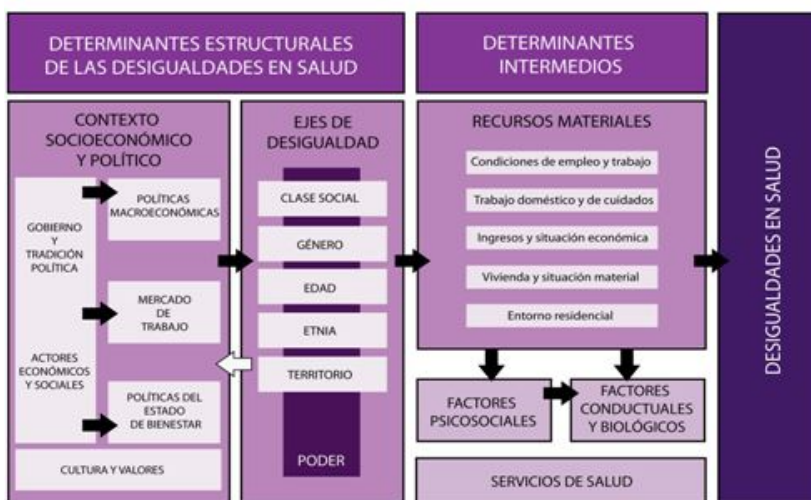 DETERMINANTES ESTRUCTURALES
DE LAS DESIGUALDADES EN SALUD
DETERMINANTES
INTERMEDIOS
CONTEXTO
SOCIOECONÓMICO
Y POLÍTICO
GOBIERNO
Y
TRADICIÓN
POLÍTICA
ACTORES
ECONÓMICOS
Y SOCIALES
POLÍTICAS
MACROECONÓMICAS
MERCADO
DE
TRABAJO
POLÍTICAS DEL
ESTADO
DE BIENESTAR
CULTURA Y VALORES
EJES DE
DESIGUALDAD
CLASE SOCIAL
GÉNERO
EDAD
ETNIA
TERRITORIO
PODER
RECURSOS MATERIALES
Condiciones de empleo y trabajo
Trabajo doméstico y de cuidados
Ingresos y situación económica
Vivienda y situación material
Entorno residencial
FACTORES
PSICOSOCIALES
FACTORES
CONDUCTUALES
Y BIOLÓGICOS
SERVICIOS DE SALUD
DESIGUALDADES EN SALUD